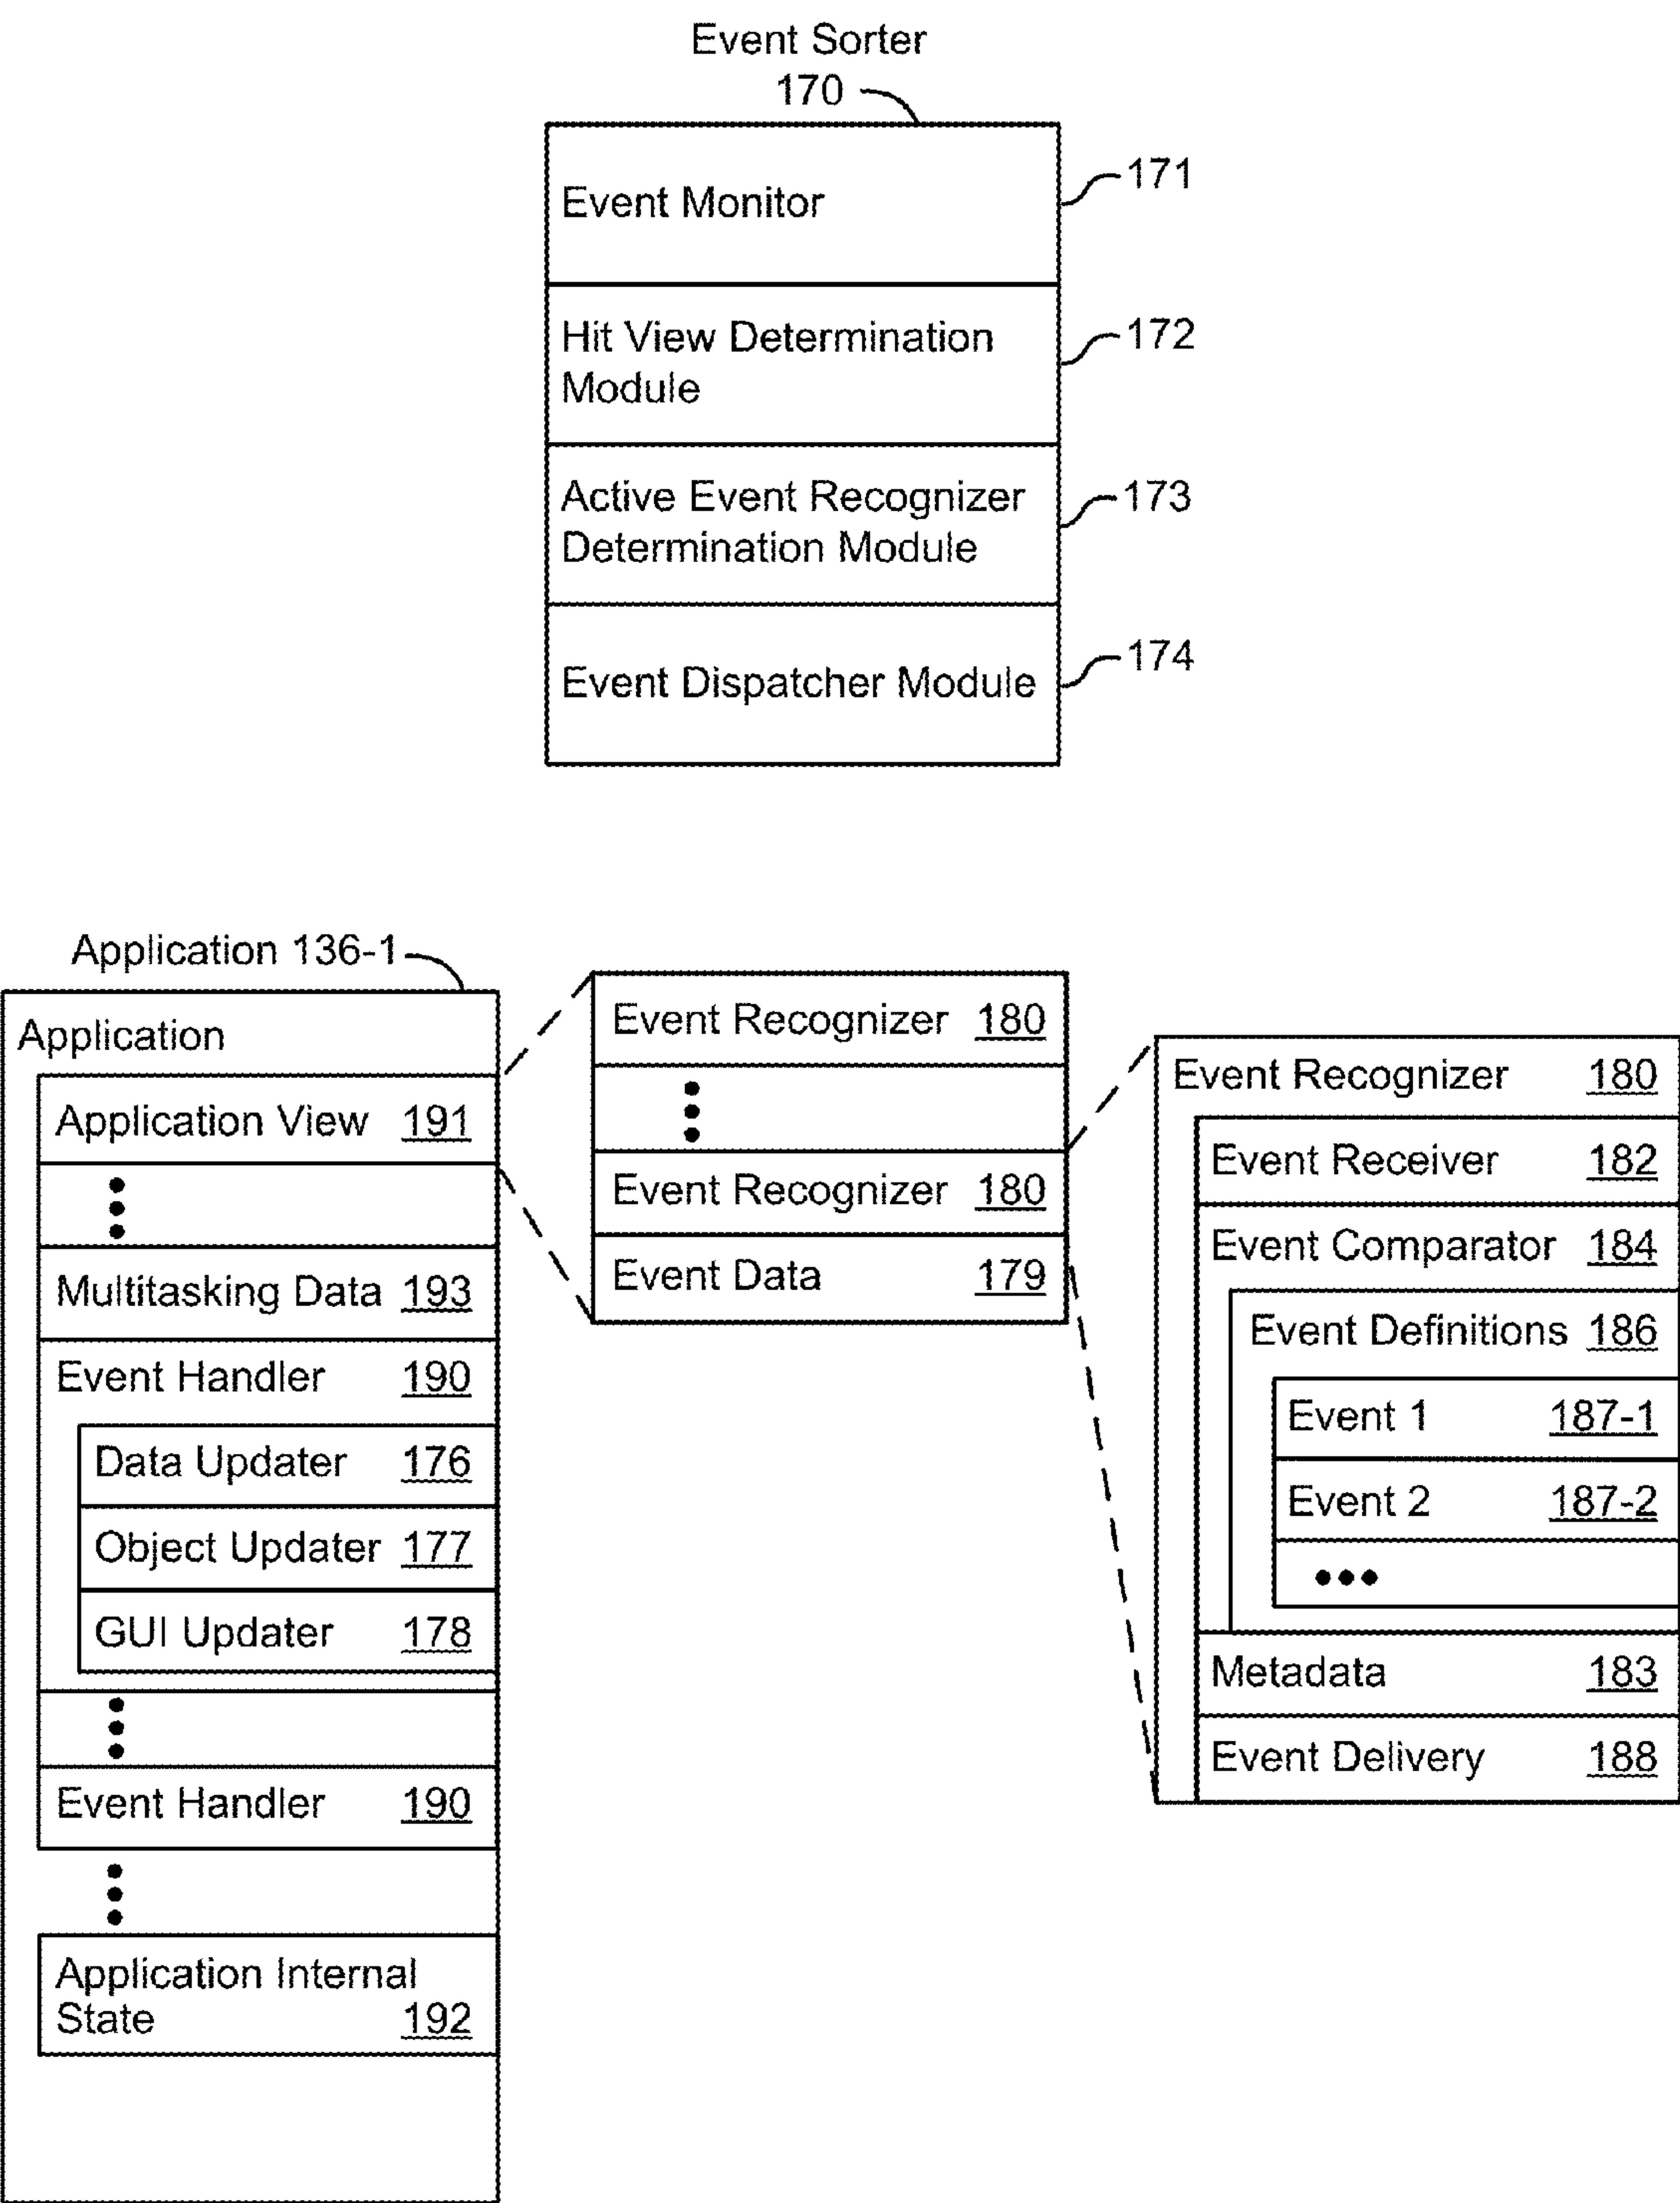 Event Sorter
170
Event Monitor
171
Hit View Determination
Module
172
Active Event Recognizer
Determination Module
173
Event Dispatcher Module
174
Application 136-1
Application
Application View 191
Multitasking Data 193
Event Handler 190
Data Updater 176
Object Updater 177
GUI Updater 178
Event Handler 190
Application Internal
State 192
Event Recognizer 180
Event Recognizer 180
Event Data 179
Event Recognizer 180
Event Receiver 182
Event Comparator 184
Event Definitions 186
Event 1 187-1
Event 2 187-2
Metadata 183
Event Delivery 188